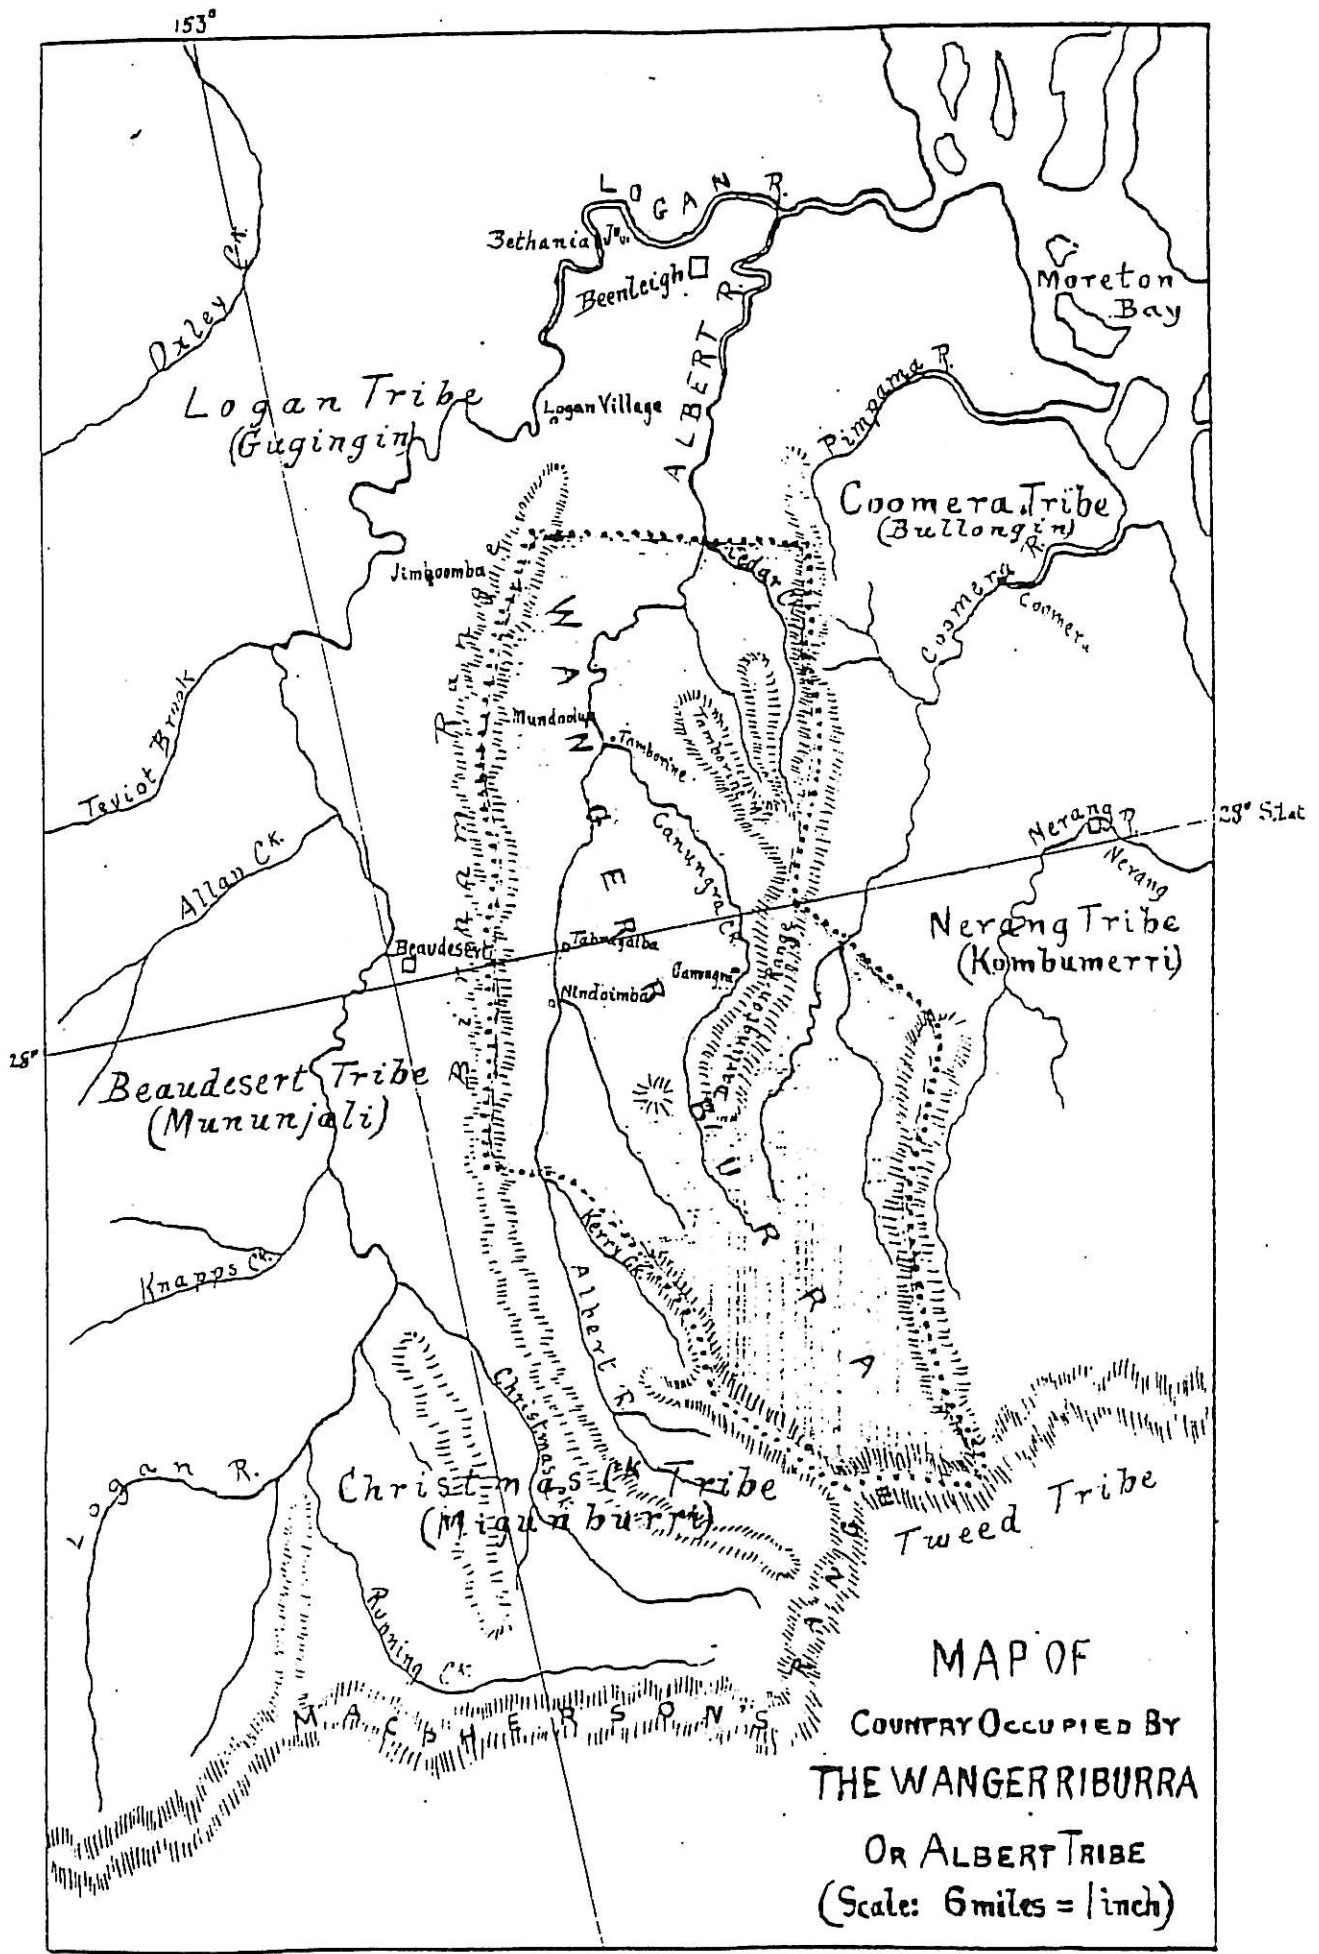 153°
LOGAN R.
Bethania Jn.
Beenleigh
ALBERT R.
Moreton
Bay
Oxley Ck.
Logan Tribe
(Gugingin)
Logan Village
Pimpama R.
Coomera Tribe
(Bullongin)
Coomera R.
Coomera
Jimboomba
Cedar C
Birnam Range
WANGERRIBURRA
Mundoolun
Tamborine
Tamborine
Teviot Brook
Allan Ck.
Canungra Ck.
Nerang R.
Nerang
28° S.Lat
Nerang Tribe
(Kombumerri)
Beaudesert
Tabragalba
Nindooimba
Canungra
Darlington Range
28°
Beaudesert Tribe
(Mununjali)
Knapps Ck.
Kerry Ck.
Albert R.
Christmas Ck
Logan R.
Christmas Ck Tribe
(Migunburri)
Tweed Tribe
Running Ck.
MACPHERSON'S RANGE
MAP OF
COUNTRY OCCUPIED BY
THE WANGERRIBURRA
OR ALBERT TRIBE
(Scale: 6 miles = 1 inch)